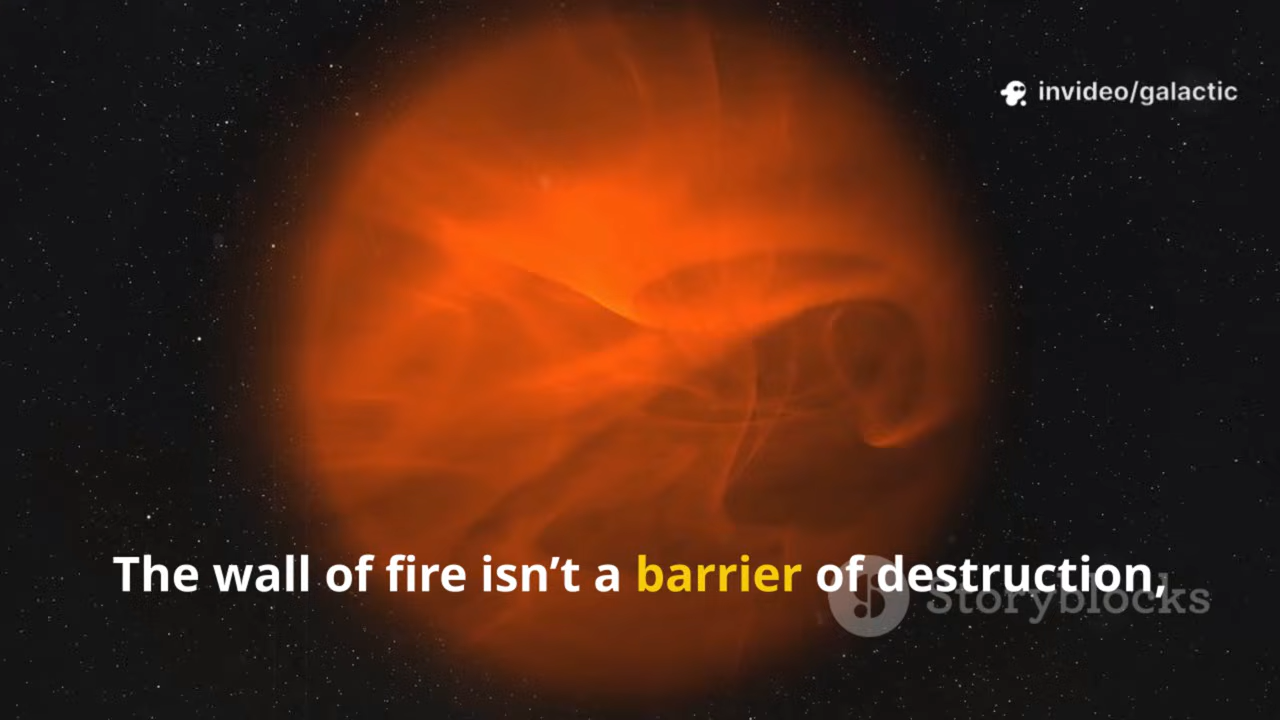 invideo/galactic
The wall of fire isn’t a barrier of destruction,
Storyblocks